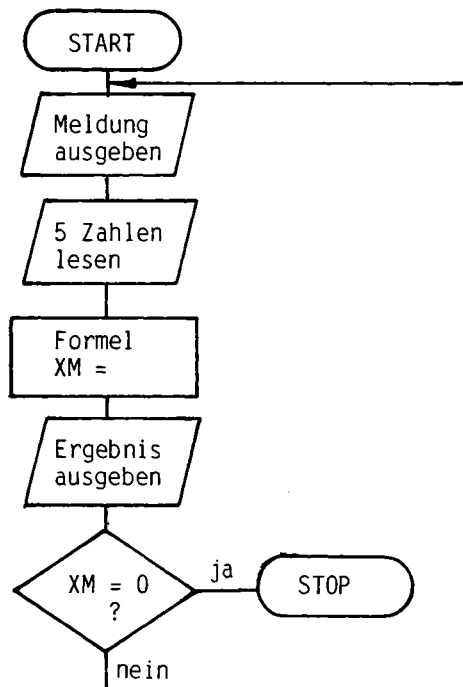 START
Meldung
ausgeben
5 Zahlen
lesen
Formel
XM =
Ergebnis
ausgeben
XM = 0
?
ja
STOP
nein